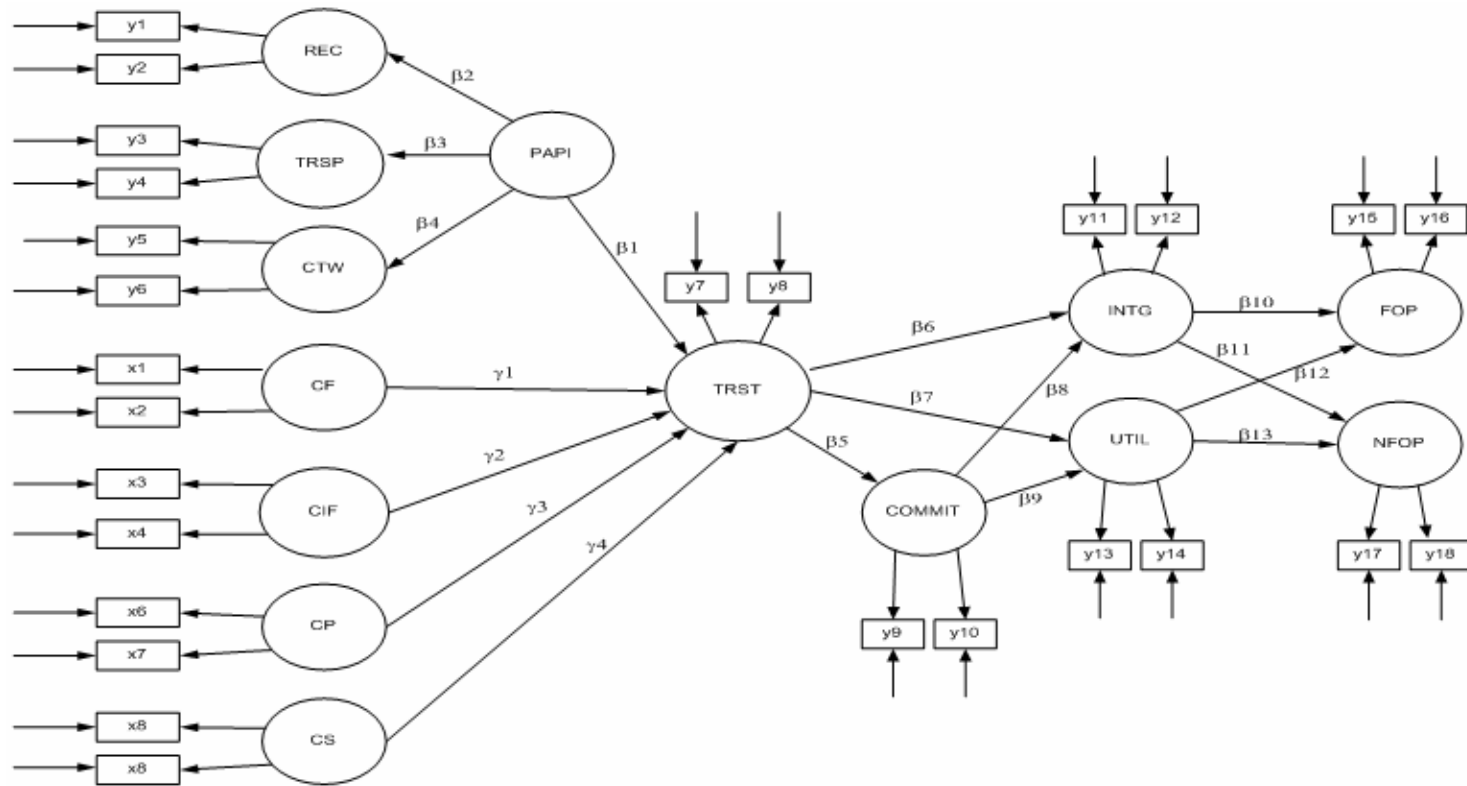 y1
REC
y2
β2
y3
TRSP
β3
PAPI
y4
β4
y5
CTW
y6
β1
y7
y8
y11
y12
y15
y16
x1
CF
x2
γ1
TRST
β6
INTG
β10
FOP
β11
β12
β7
β8
x3
CIF
x4
γ2
γ3
γ4
β5
UTIL
β13
NFOP
COMMIT
β9
y13
y14
y17
y18
x6
CP
x7
y9
y10
x8
CS
x8